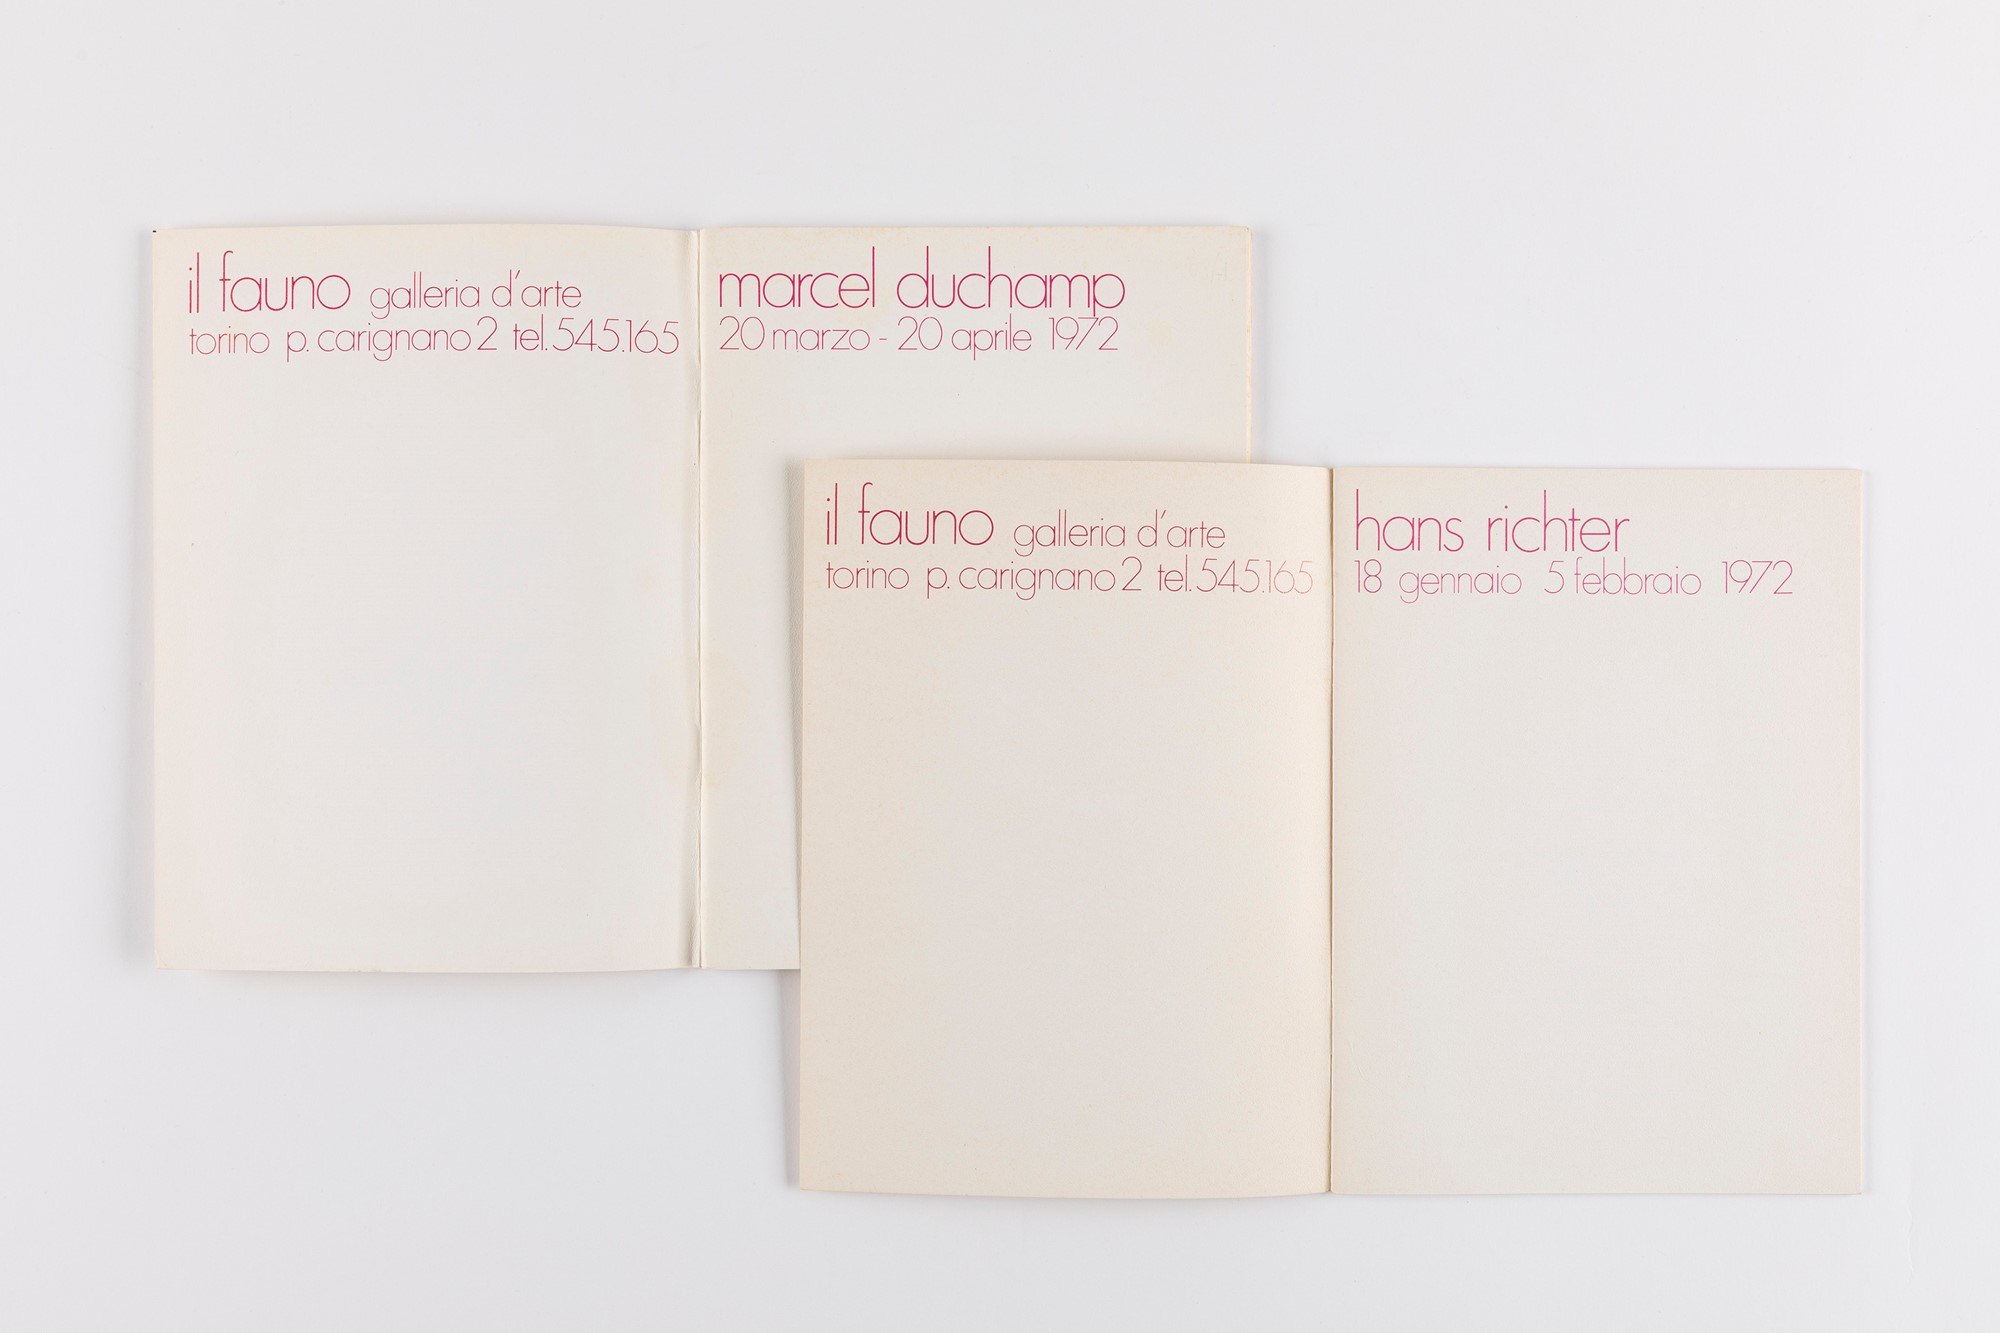 il fauno galleria d'arte
torino p. carignano 2 tel. 545.165
marcel duchamp
20 marzo - 20 aprile 1972
il fauno galleria d'arte
torino p. carignano 2 tel. 545.165
hans richter
18 gennaio 5 febbraio 1972